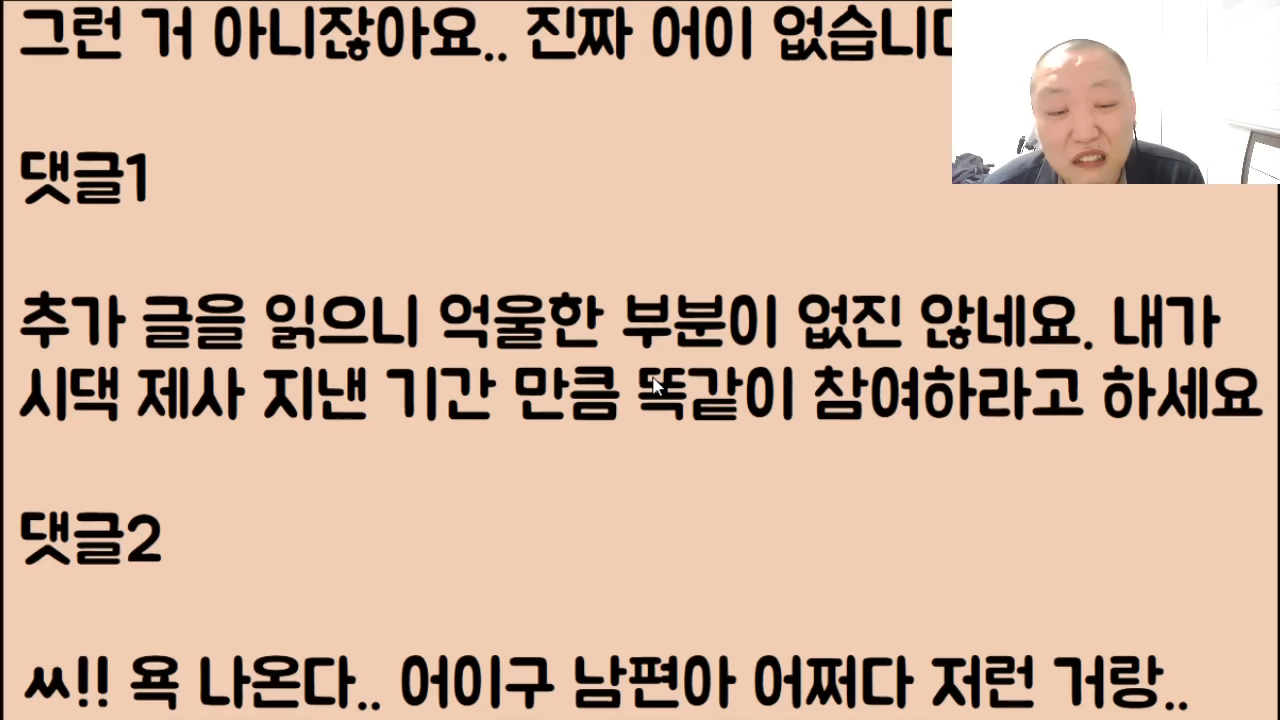 그런 거 아니잖아요.. 진짜 어이 없습니
댓글1
추가 글을 읽으니 억울한 부분이 없진 않네요. 내가
시댁 제사 지낸 기간 만큼 똑같이 참여하라고 하세요
댓글2
ㅆ!! 욕 나온다.. 어이구 남편아 어쩌다 저런 거랑..